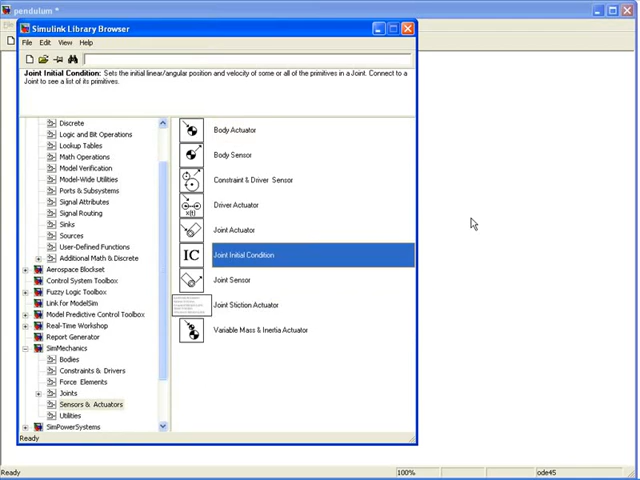 pendulum *
Simulink Library Browser
File Edit View Help
Joint Initial Condition: Sets the initial linear/angular position and velocity of some or all of the primitives in a Joint. Connect to a
Joint to see a list of its primitives.
Discrete
Logic and Bit Operations
Lookup Tables
Math Operations
Model Verification
Model-Wide Utilities
Ports & Subsystems
Signal Attributes
Signal Routing
Sinks
Sources
User-Defined Functions
Additional Math & Discrete
Aerospace Blockset
Control System Toolbox
Fuzzy Logic Toolbox
Link for ModelSim
Model Predictive Control Toolbox
Real-Time Workshop
Report Generator
SimMechanics
Bodies
Constraints & Drivers
Force Elements
Joints
Sensors & Actuators
Utilities
SimPowerSystems
Body Actuator
Body Sensor
Constraint & Driver Sensor
x(t)
Driver Actuator
Joint Actuator
IC Joint Initial Condition
Joint Sensor
Joint Stiction Actuator
Variable Mass & Inertia Actuator
Ready
Ready 100% ode45